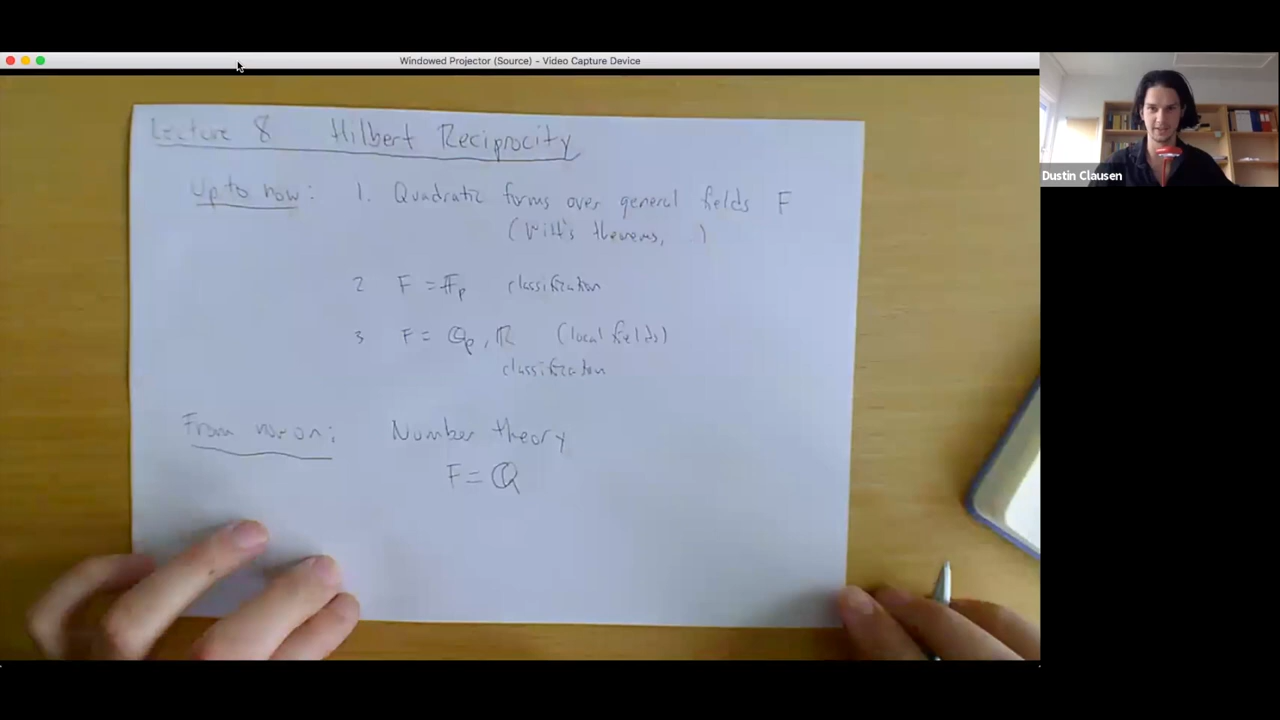 Windowed Projector (Source) - Video Capture Device
Dustin Clausen
Lecture 8 Hilbert Reciprocity
Up to now: 1. Quadratic forms over general fields F
(Witt's theorems, )
2 F = 𝔽p classification
3 F = ℚp, ℝ (local fields)
classification
From now on: Number theory
F = ℚ